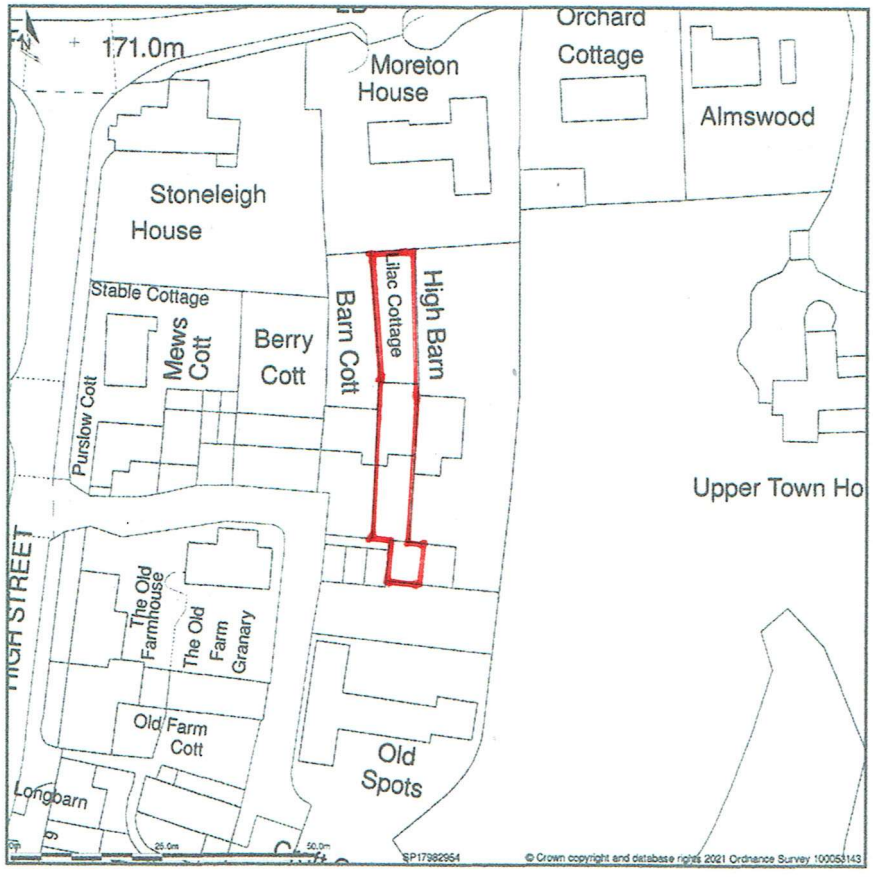 N
171.0m
Moreton
House
Orchard
Cottage
Almswood
Stoneleigh
House
Lilac Cottage
High Barn
Barn Cott
Stable Cottage
Mews
Cott
Berry
Cott
Purslow Cott
Upper Town Ho
HIGH STREET
The Old
Farmhouse
The Old
Farm
Granary
Old Farm
Cott
Old
Spots
Longbarn
9
0m
25.0m
50.0m
SP17982954
© Crown copyright and database rights 2021 Ordnance Survey 100053143